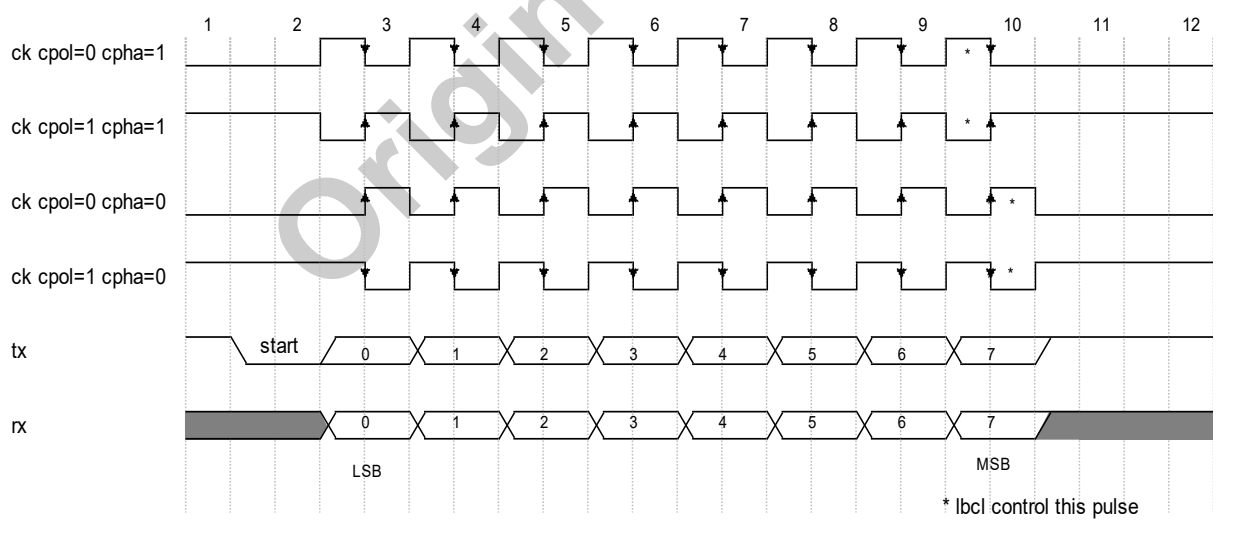 1 2 3 4 5 6 7 8 9 10 11 12
ck cpol=0 cpha=1 *
ck cpol=1 cpha=1 *
ck cpol=0 cpha=0 *
ck cpol=1 cpha=0 *
tx start 0 1 2 3 4 5 6 7
rx 0 1 2 3 4 5 6 7
LSB MSB
* lbcl control this pulse
Origin